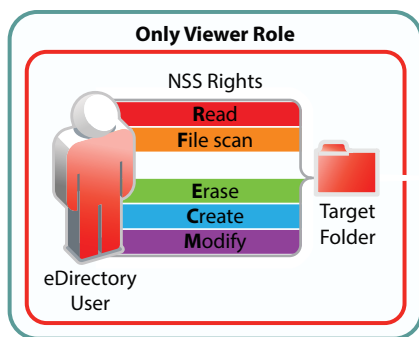 Only Viewer Role
NSS Rights
Read
File scan
Erase
Create
Modify
eDirectory
User
Target
Folder